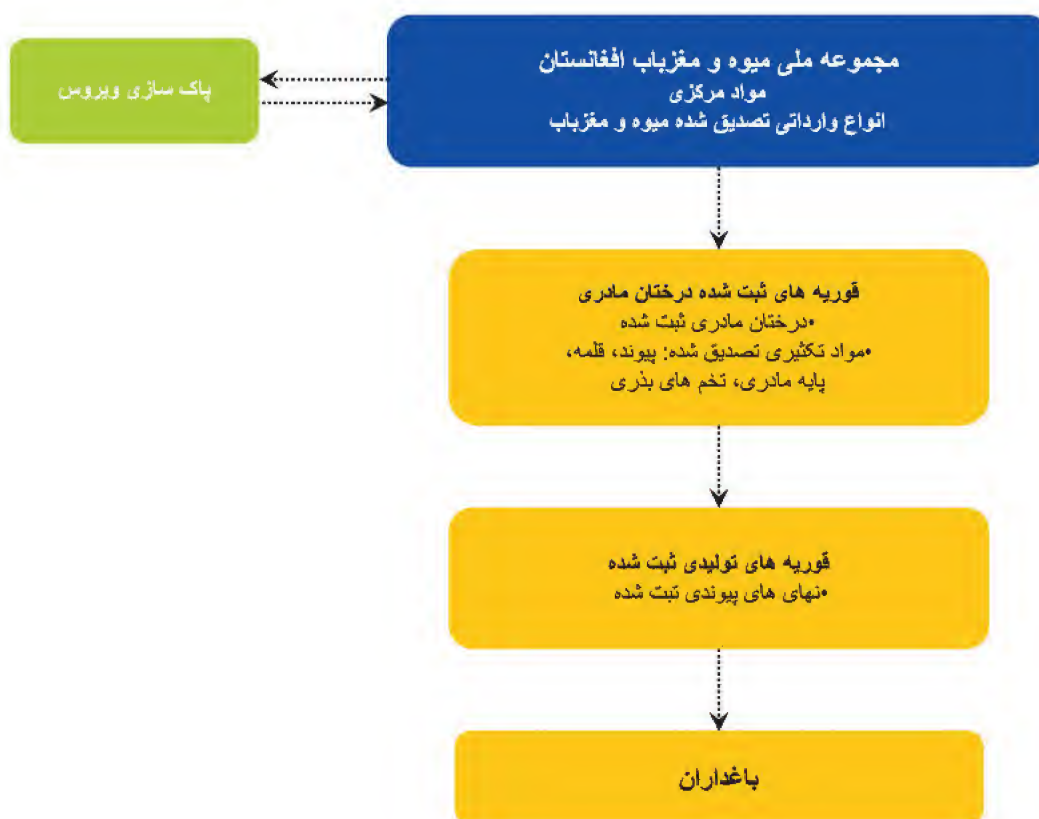 مجموعه ملی میوه و مغزباب افغانستان
مواد مرکزی
انواع وارداتی تصدیق شده میوه و مغزباب
پاک سازی ویروس
قوریه های ثبت شده درختان مادری
•درختان مادری ثبت شده
•مواد تکثیری تصدیق شده: پیوند، قلمه،
پایه مادری، تخم های بذری
قوریه های تولیدی ثبت شده
•نهای های پیوندی ثبت شده
باغداران